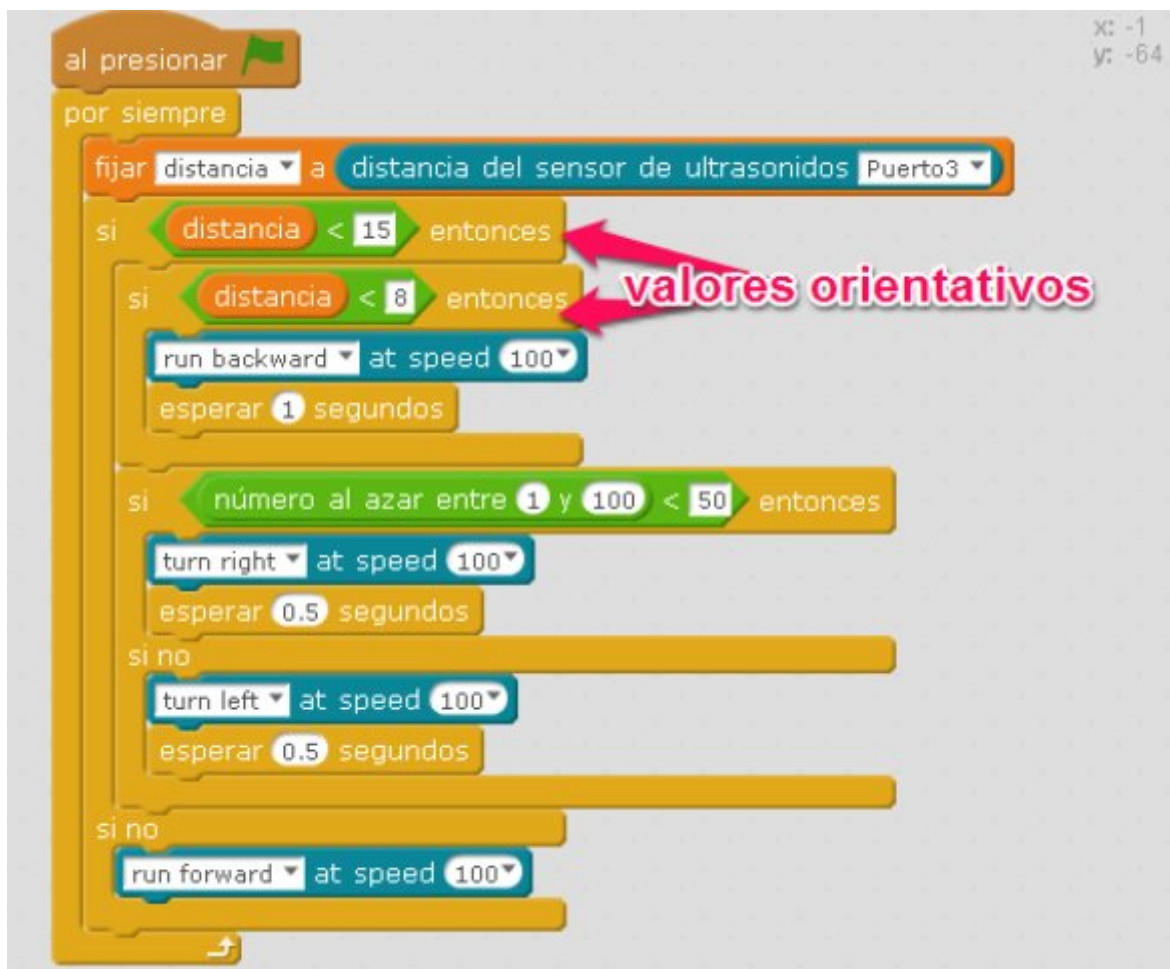 x: -1
y: -64
al presionar
por siempre
fijar distancia a distancia del sensor de ultrasonidos Puerto3
si distancia < 15 entonces
valores orientativos
si distancia < 8 entonces
run backward at speed 100
esperar 1 segundos
si número al azar entre 1 y 100 < 50 entonces
turn right at speed 100
esperar 0.5 segundos
si no
turn left at speed 100
esperar 0.5 segundos
si no
run forward at speed 100